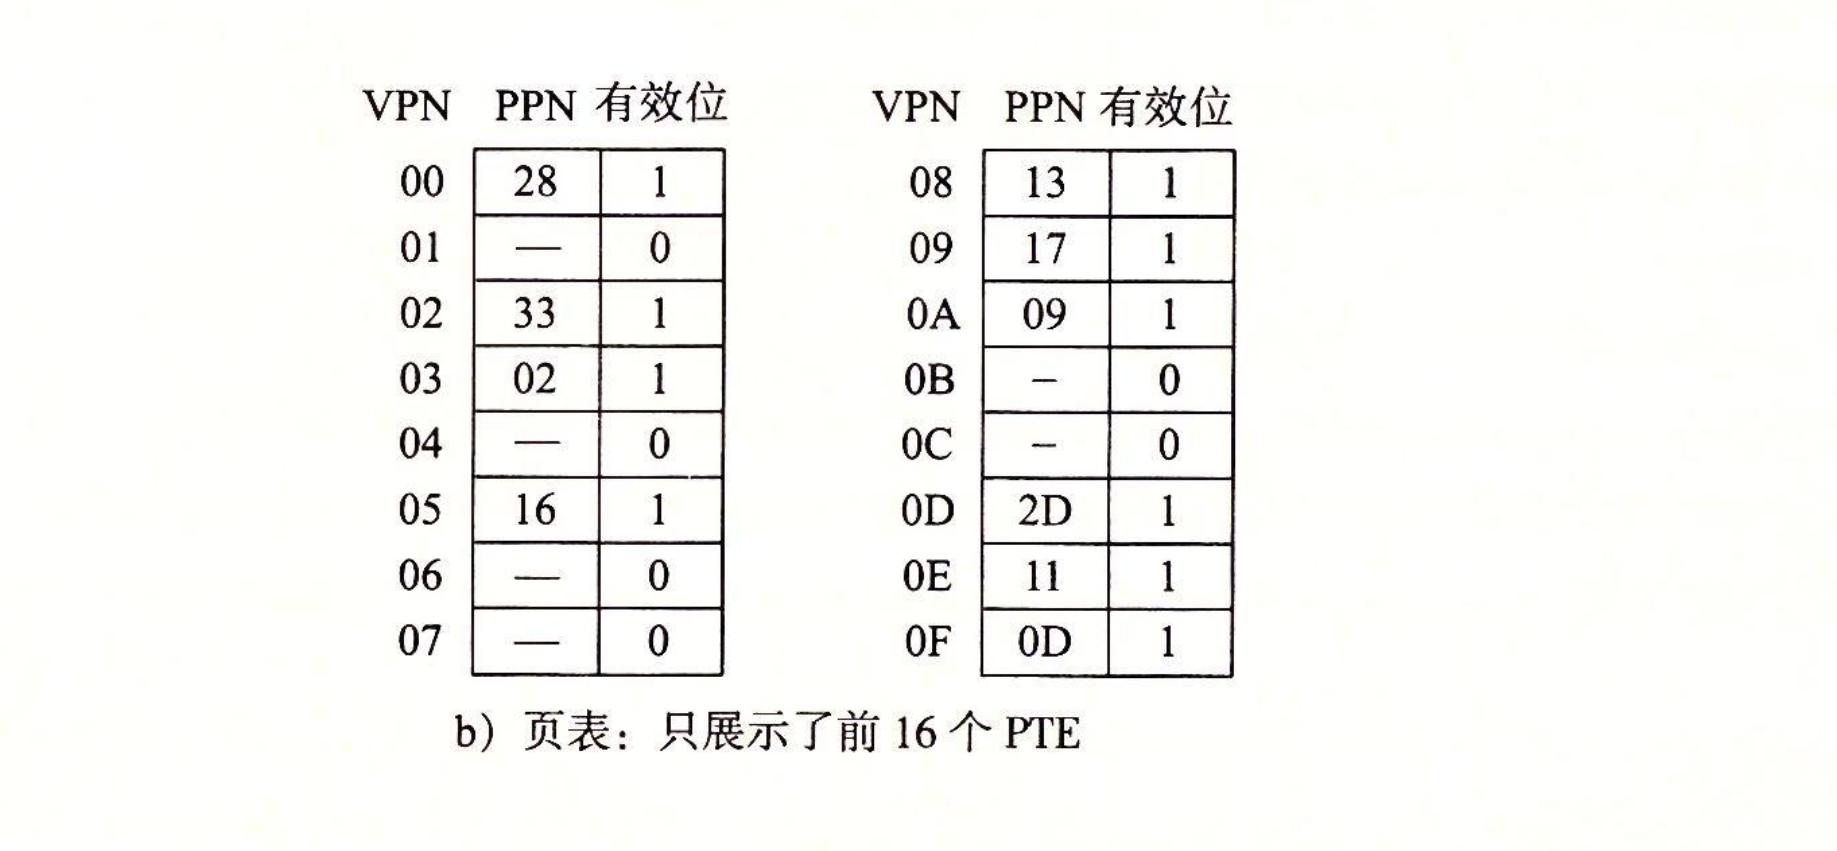 VPN PPN 有效位 VPN PPN 有效位
00 28 1 08 13 1
01 — 0 09 17 1
02 33 1 0A 09 1
03 02 1 0B – 0
04 — 0 0C – 0
05 16 1 0D 2D 1
06 — 0 0E 11 1
07 — 0 0F 0D 1
b）页表：只展示了前 16 个 PTE